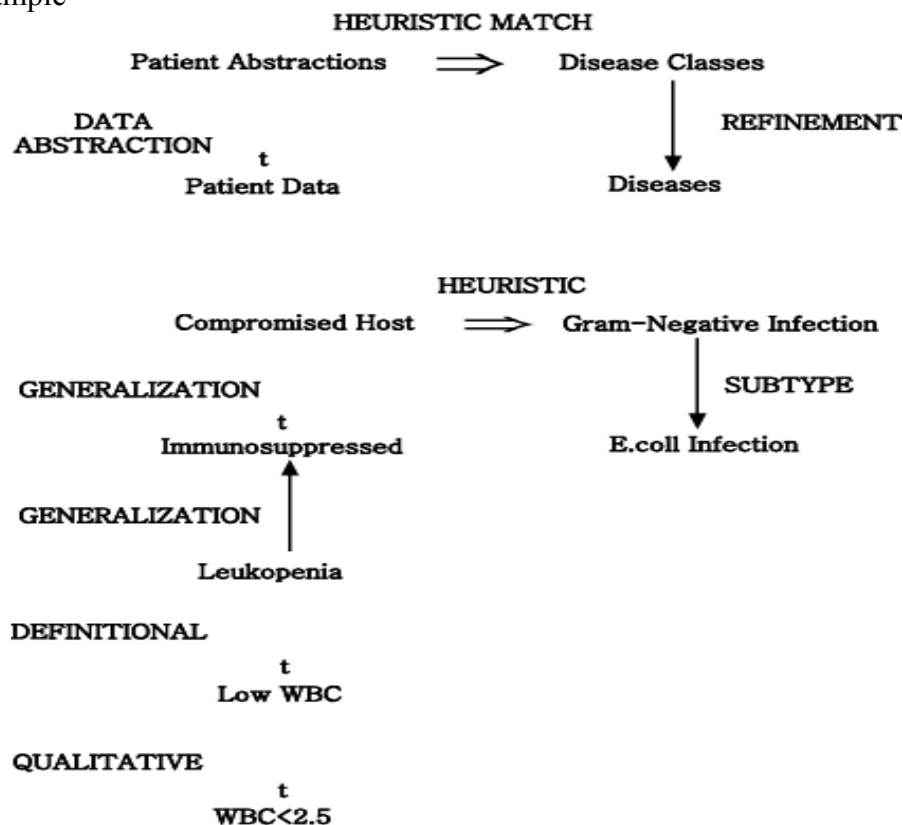 HEURISTIC MATCH
Patient Abstractions Disease Classes
DATA
ABSTRACTION
REFINEMENT
t
Patient Data Diseases
HEURISTIC
Compromised Host Gram-Negative Infection
GENERALIZATION
SUBTYPE
t
Immunosuppressed E.coll Infection
GENERALIZATION
Leukopenia
DEFINITIONAL
t
Low WBC
QUALITATIVE
t
WBC<2.5